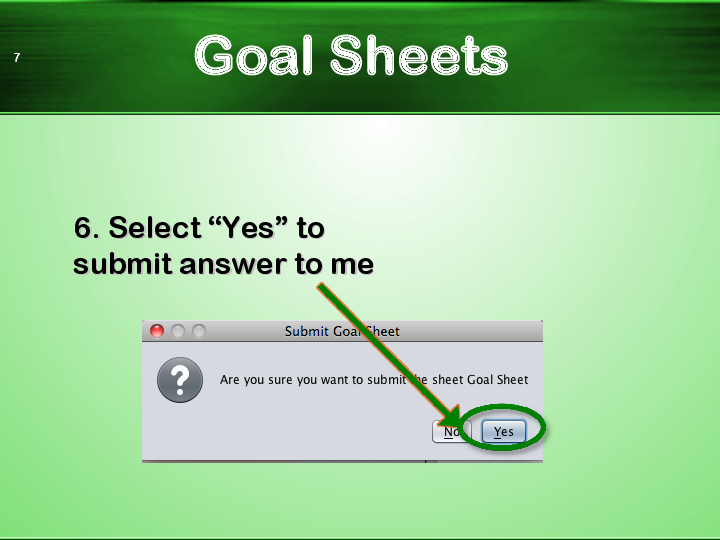 7
Goal Sheets
6. Select “Yes” to
submit answer to me
Submit Goal Sheet
Are you sure you want to submit the sheet Goal Sheet
No
Yes